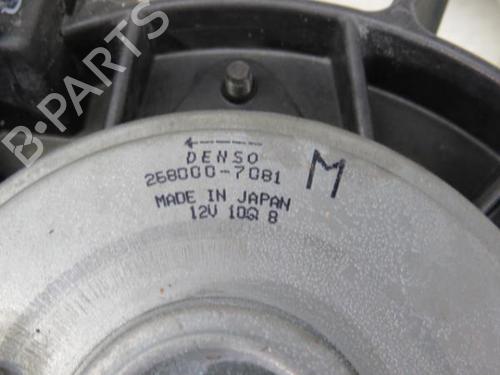 B-PARTS
DENSO
268000-7081
M
MADE IN JAPAN
12V 10Q 8